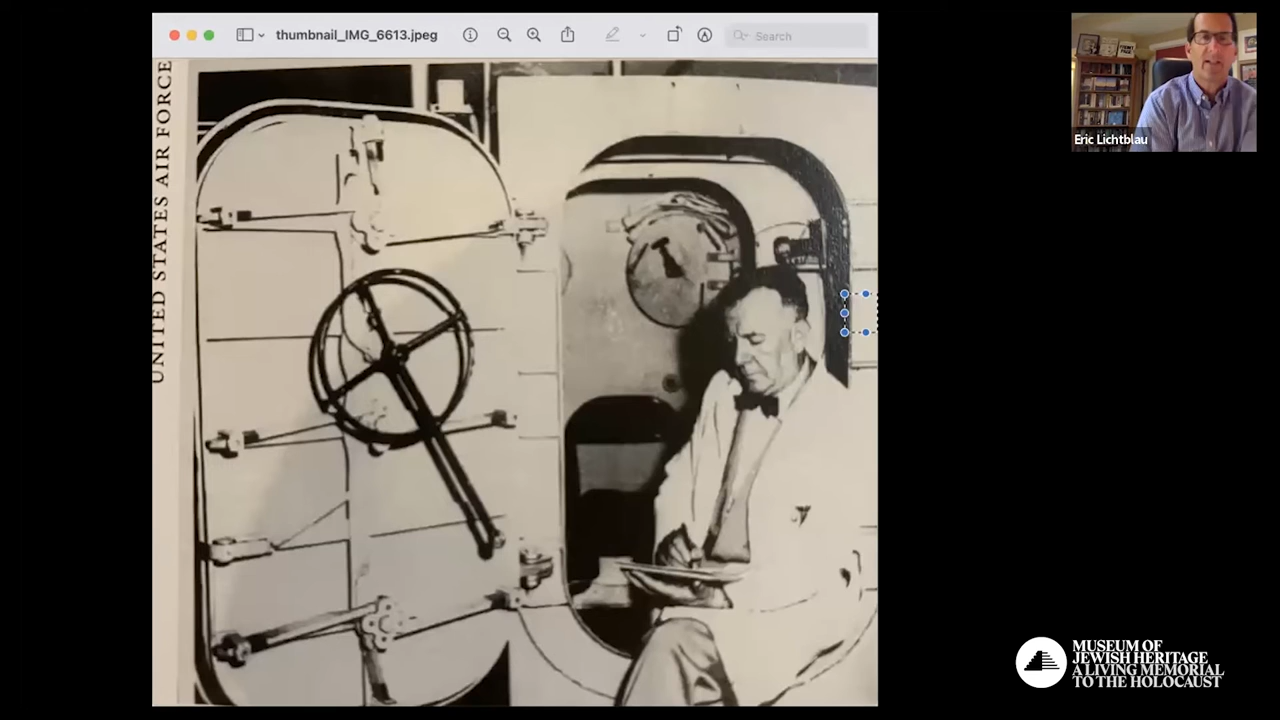 thumbnail_IMG_6613.jpeg
Search
UNITED STATES AIR FORCE
Eric Lichtblau
MUSEUM OF
JEWISH HERITAGE
A LIVING MEMORIAL
TO THE HOLOCAUST